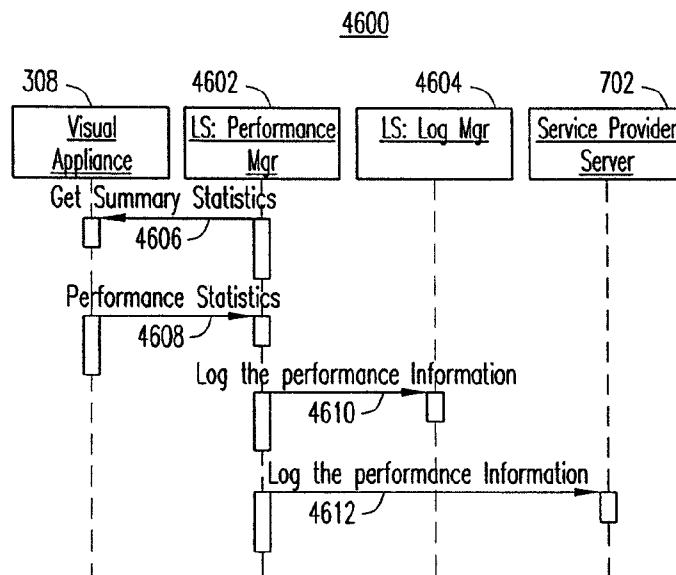 4600
308
4602
4604
702
Visual
Appliance
LS: Performance
Mgr
LS: Log Mgr
Service Provider
Server
Get Summary Statistics
4606
Performance Statistics
4608
Log the performance Information
4610
Log the performance Information
4612